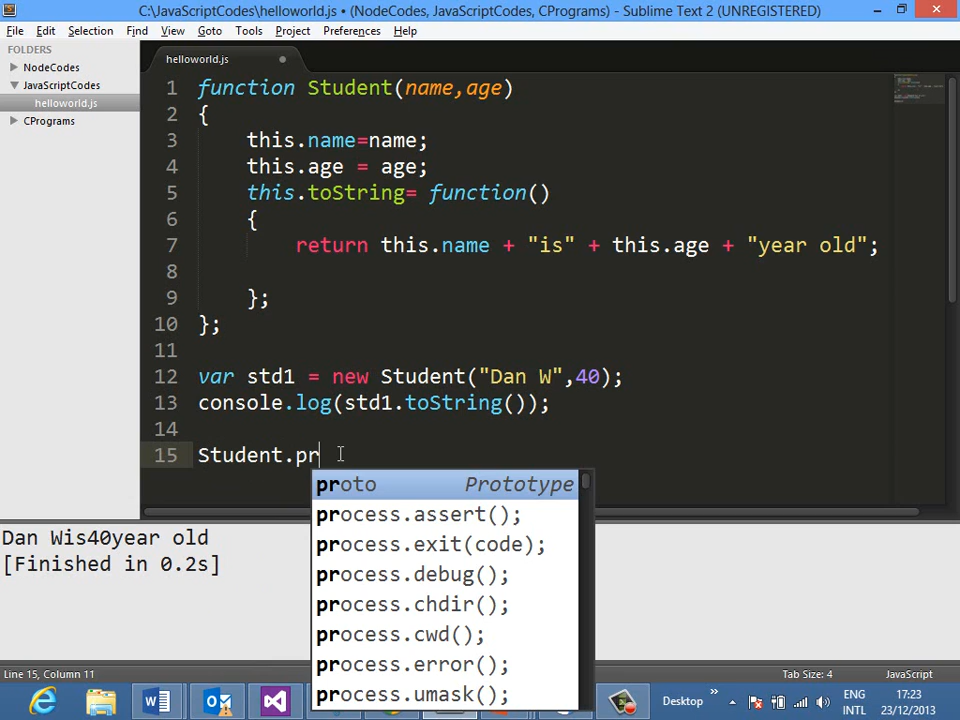 C:\JavaScriptCodes\helloworld.js • (NodeCodes, JavaScriptCodes, CPrograms) - Sublime Text 2 (UNREGISTERED)
File Edit Selection Find View Goto Tools Project Preferences Help
FOLDERS
NodeCodes
JavaScriptCodes
helloworld.js
CPrograms
helloworld.js
1 function Student(name,age)
2 {
3 this.name=name;
4 this.age = age;
5 this.toString= function()
6 {
7 return this.name + "is" + this.age + "year old";
8
9 };
10 };
11
12 var std1 = new Student("Dan W",40);
13 console.log(std1.toString());
14
15 Student.pr
proto Prototype
process.assert();
process.exit(code);
process.debug();
process.chdir();
process.cwd();
process.error();
process.umask();
Dan Wis40year old
[Finished in 0.2s]
Line 15, Column 11 Tab Size: 4 JavaScript
Desktop
ENG
INTL
17:23
23/12/2013